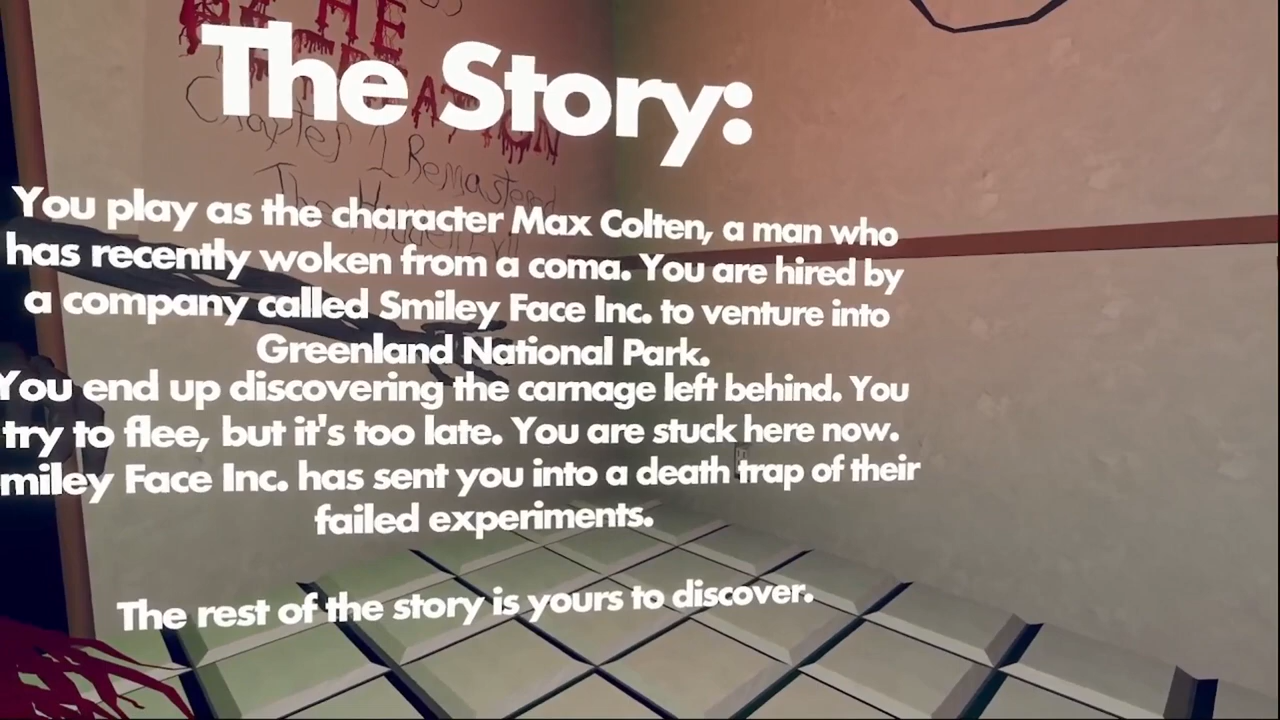 The Story:
You play as the character Max Colten, a man who
has recently woken from a coma. You are hired by
a company called Smiley Face Inc. to venture into
Greenland National Park.
You end up discovering the carnage left behind. You
try to flee, but it's too late. You are stuck here now.
miley Face Inc. has sent you into a death trap of their
failed experiments.
The rest of the story is yours to discover.
Chapter 1 Remastered